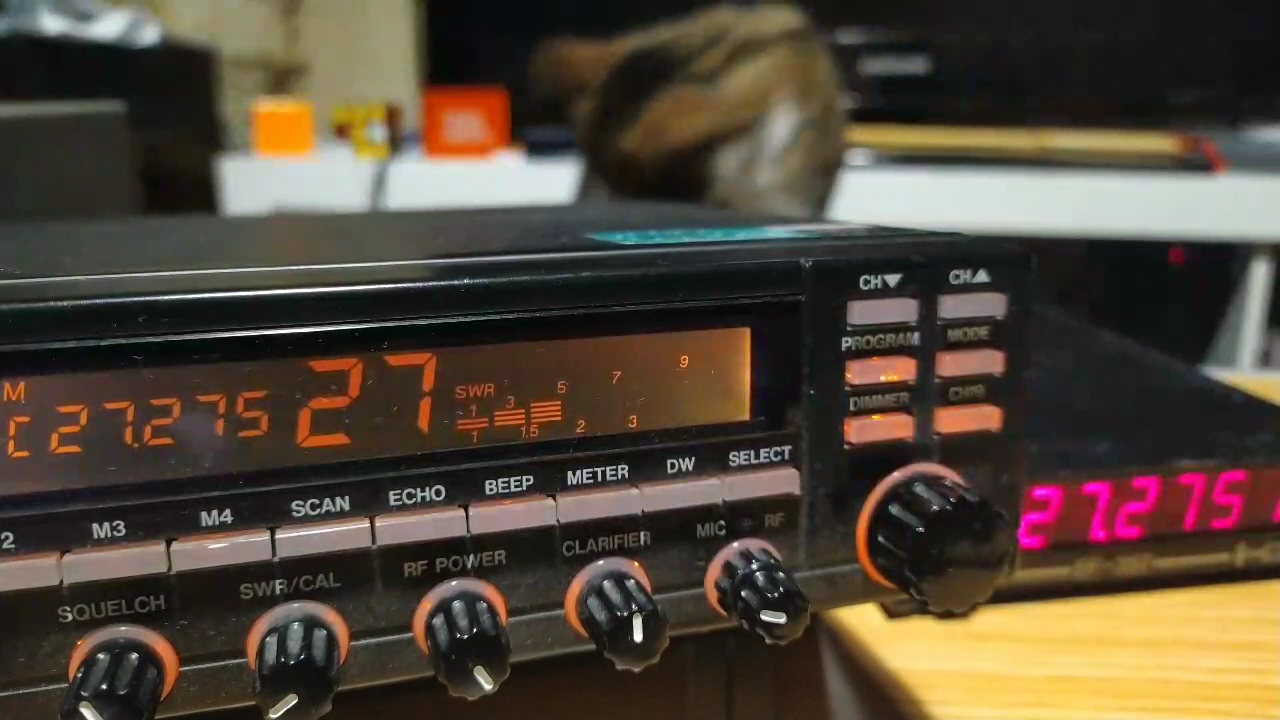 CH▼ CH▲
PROGRAM MODE
DIMMER CH19
M
C 27.275 27
SWR 1 3 5 7 9
1 1.5 2 3
2 M3 M4 SCAN ECHO BEEP METER DW SELECT
SQUELCH SWR/CAL RF POWER CLARIFIER MIC RF
27.275